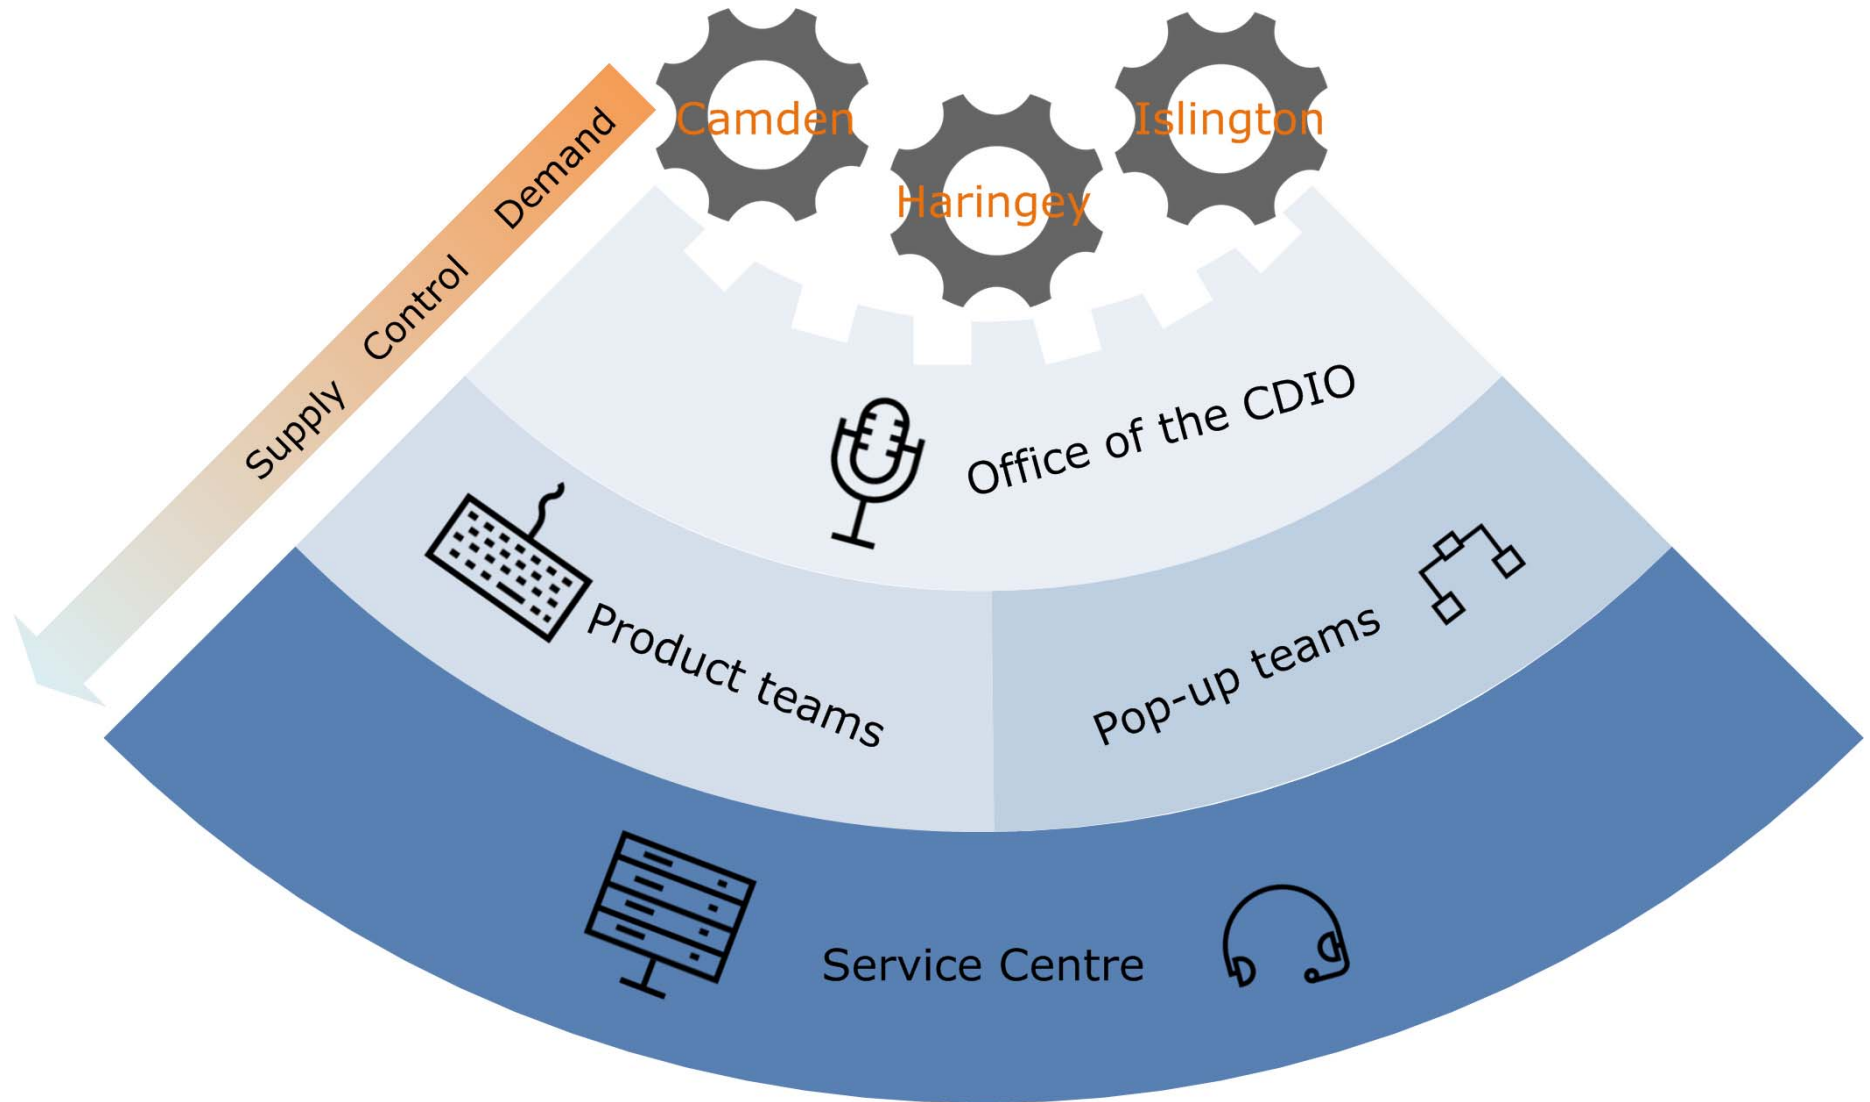 Camden
Haringey
Islington
Supply Control Demand
Office of the CDIO
Product teams
Pop-up teams
Service Centre